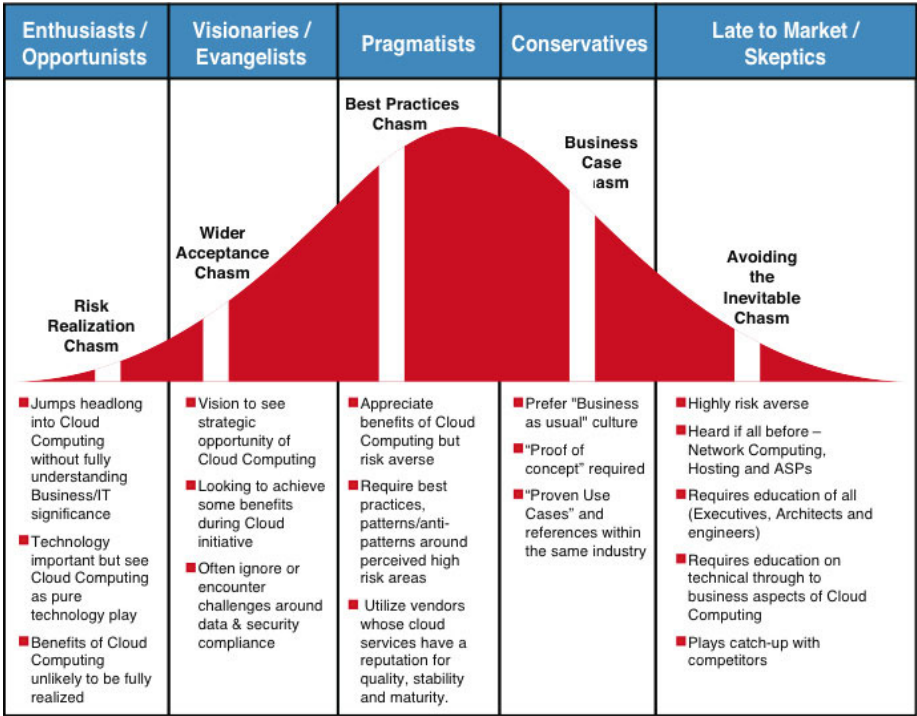 Enthusiasts /
Opportunists
Visionaries /
Evangelists
Pragmatists
Conservatives
Late to Market /
Skeptics
Risk
Realization
Chasm
Wider
Acceptance
Chasm
Best Practices
Chasm
Business
Case
hasm
Avoiding
the
Inevitable
Chasm
Jumps headlong
into Cloud
Computing
without fully
understanding
Business/IT
significance
Technology
important but see
Cloud Computing
as pure
technology play
Benefits of Cloud
Computing
unlikely to be fully
realized
Vision to see
strategic
opportunity of
Cloud Computing
Looking to achieve
some benefits
during Cloud
initiative
Often ignore or
encounter
challenges around
data & security
compliance
Appreciate
benefits of Cloud
Computing but
risk averse
Require best
practices,
patterns/anti-
patterns around
perceived high
risk areas
Utilize vendors
whose cloud
services have a
reputation for
quality, stability
and maturity.
Prefer "Business
as usual" culture
"Proof of
concept" required
"Proven Use
Cases" and
references within
the same industry
Highly risk averse
Heard if all before –
Network Computing,
Hosting and ASPs
Requires education of all
(Executives, Architects and
engineers)
Requires education on
technical through to
business aspects of Cloud
Computing
Plays catch-up with
competitors